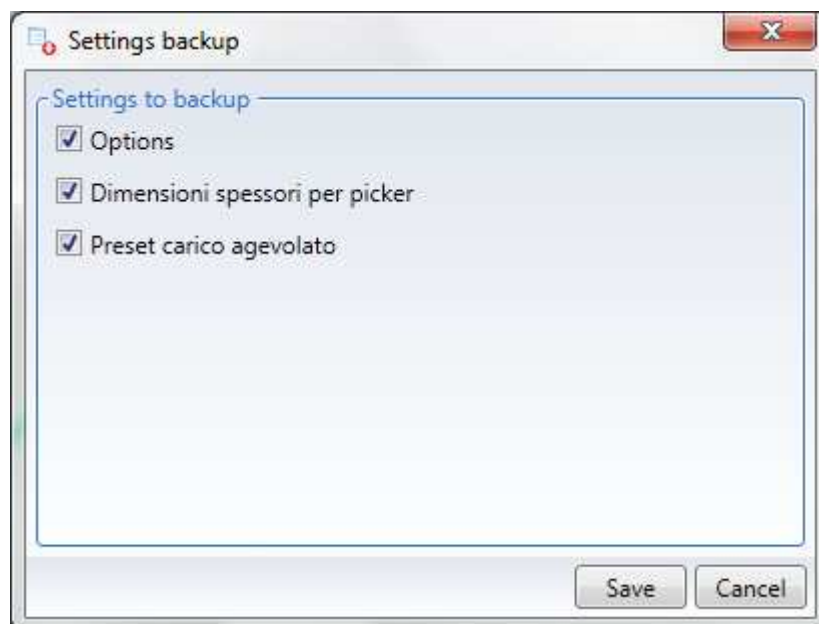 Settings backup
Settings to backup
Options
Dimensioni spessori per picker
Preset carico agevolato
Save
Cancel